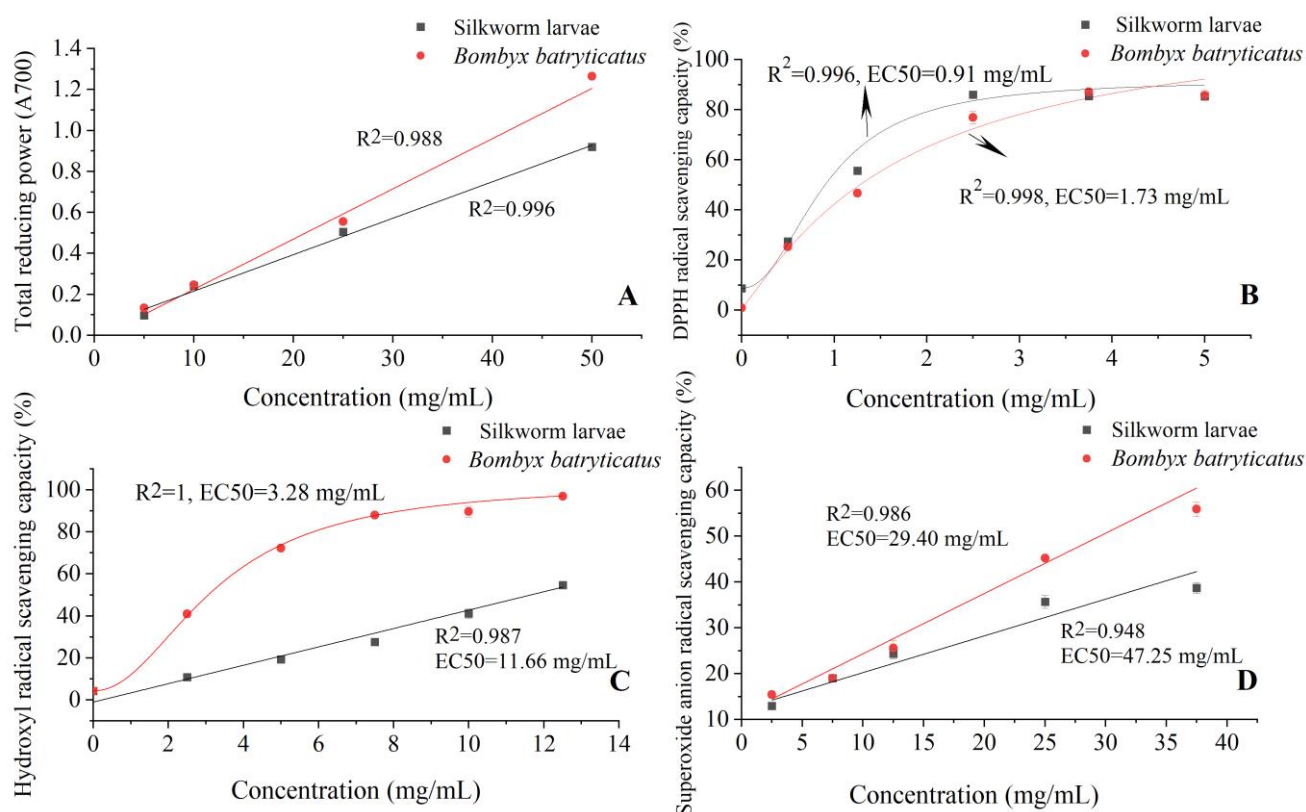 Silkworm larvae
Bombyx batryticatus
Total reducing power (A700)
1.4
1.2
1.0
0.8
0.6
0.4
0.2
0.0
R2=0.988
R2=0.996
A
0 10 20 30 40 50
Concentration (mg/mL)
Silkworm larvae
Bombyx batryticatus
DPPH radical scavenging capacity (%)
100
80
60
40
20
0
R2=0.996, EC50=0.91 mg/mL
R2=0.998, EC50=1.73 mg/mL
B
0 1 2 3 4 5
Concentration (mg/mL)
Silkworm larvae
Bombyx batryticatus
Hydroxyl radical scavenging capacity (%)
100
80
60
40
20
0
R2=1, EC50=3.28 mg/mL
R2=0.987
EC50=11.66 mg/mL
C
0 2 4 6 8 10 12 14
Concentration (mg/mL)
Silkworm larvae
Bombyx batryticatus
Superoxide anion radical scavenging capacity (%)
60
50
40
30
20
10
R2=0.986
EC50=29.40 mg/mL
R2=0.948
EC50=47.25 mg/mL
D
0 5 10 15 20 25 30 35 40
Concentration (mg/mL)